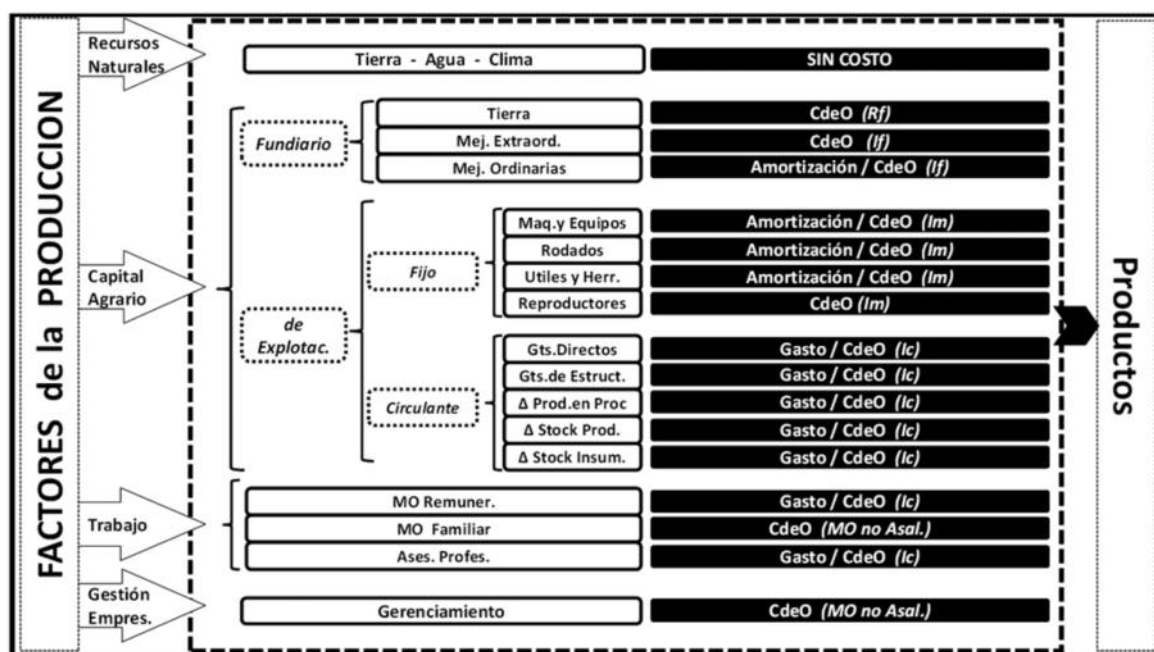 FACTORES de la PRODUCCION
Recursos
Naturales
Tierra - Agua - Clima
SIN COSTO
Capital
Agrario
Fundiario
Tierra
CdeO (Rf)
Mej. Extraord.
CdeO (If)
Mej. Ordinarias
Amortización / CdeO (If)
de
Explotac.
Fijo
Maq.y Equipos
Amortización / CdeO (Im)
Rodados
Amortización / CdeO (Im)
Utiles y Herr.
Amortización / CdeO (Im)
Reproductores
CdeO (Im)
Circulante
Gts.Directos
Gasto / CdeO (Ic)
Gts.de Estruct.
Gasto / CdeO (Ic)
Δ Prod.en Proc
Gasto / CdeO (Ic)
Δ Stock Prod.
Gasto / CdeO (Ic)
Δ Stock Insum.
Gasto / CdeO (Ic)
Trabajo
MO Remuner.
Gasto / CdeO (Ic)
MO Familiar
CdeO (MO no Asal.)
Ases. Profes.
Gasto / CdeO (Ic)
Gestión
Empres.
Gerenciamiento
CdeO (MO no Asal.)
Productos